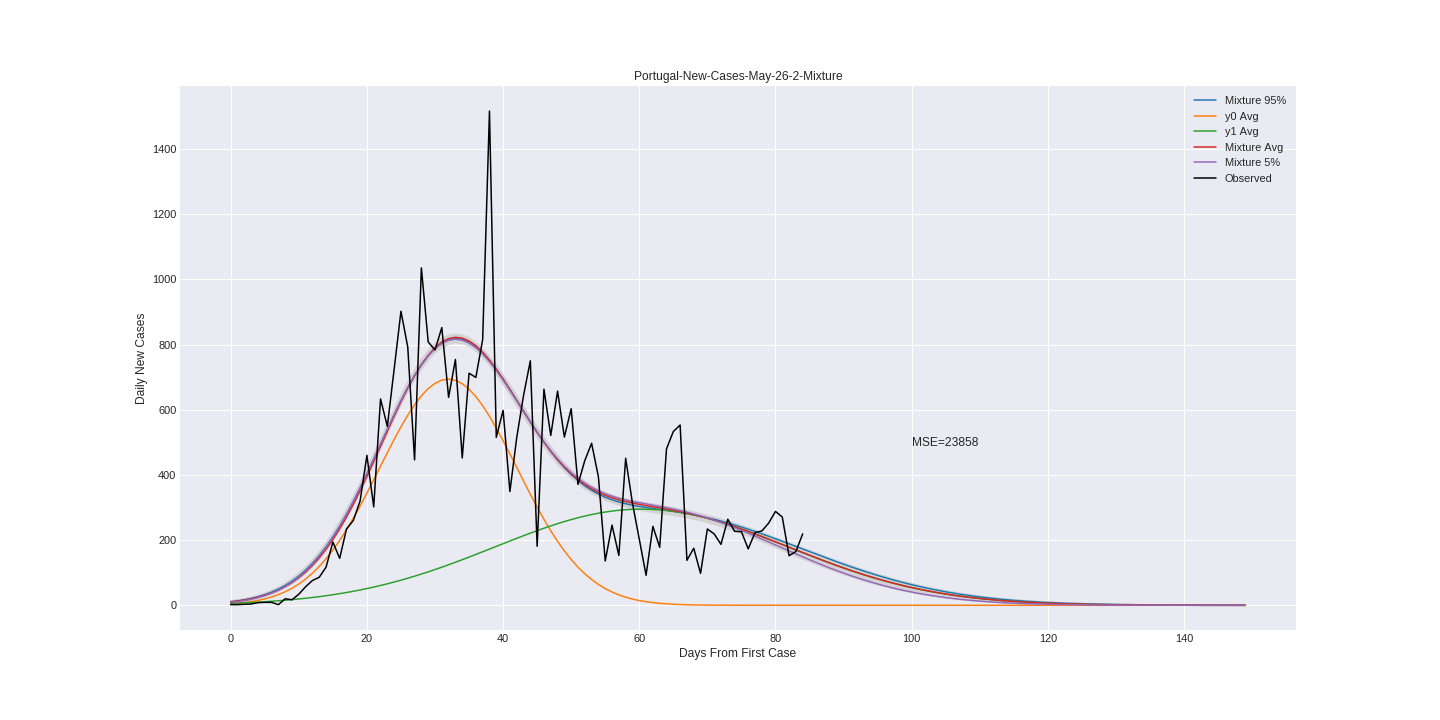 Portugal-New-Cases-May-26-2-Mixture
Mixture 95%
y0 Avg
y1 Avg
Mixture Avg
Mixture 5%
Observed
Daily New Cases
1400
1200
1000
800
600
400
200
0
MSE=23858
0 20 40 60 80 100 120 140
Days From First Case